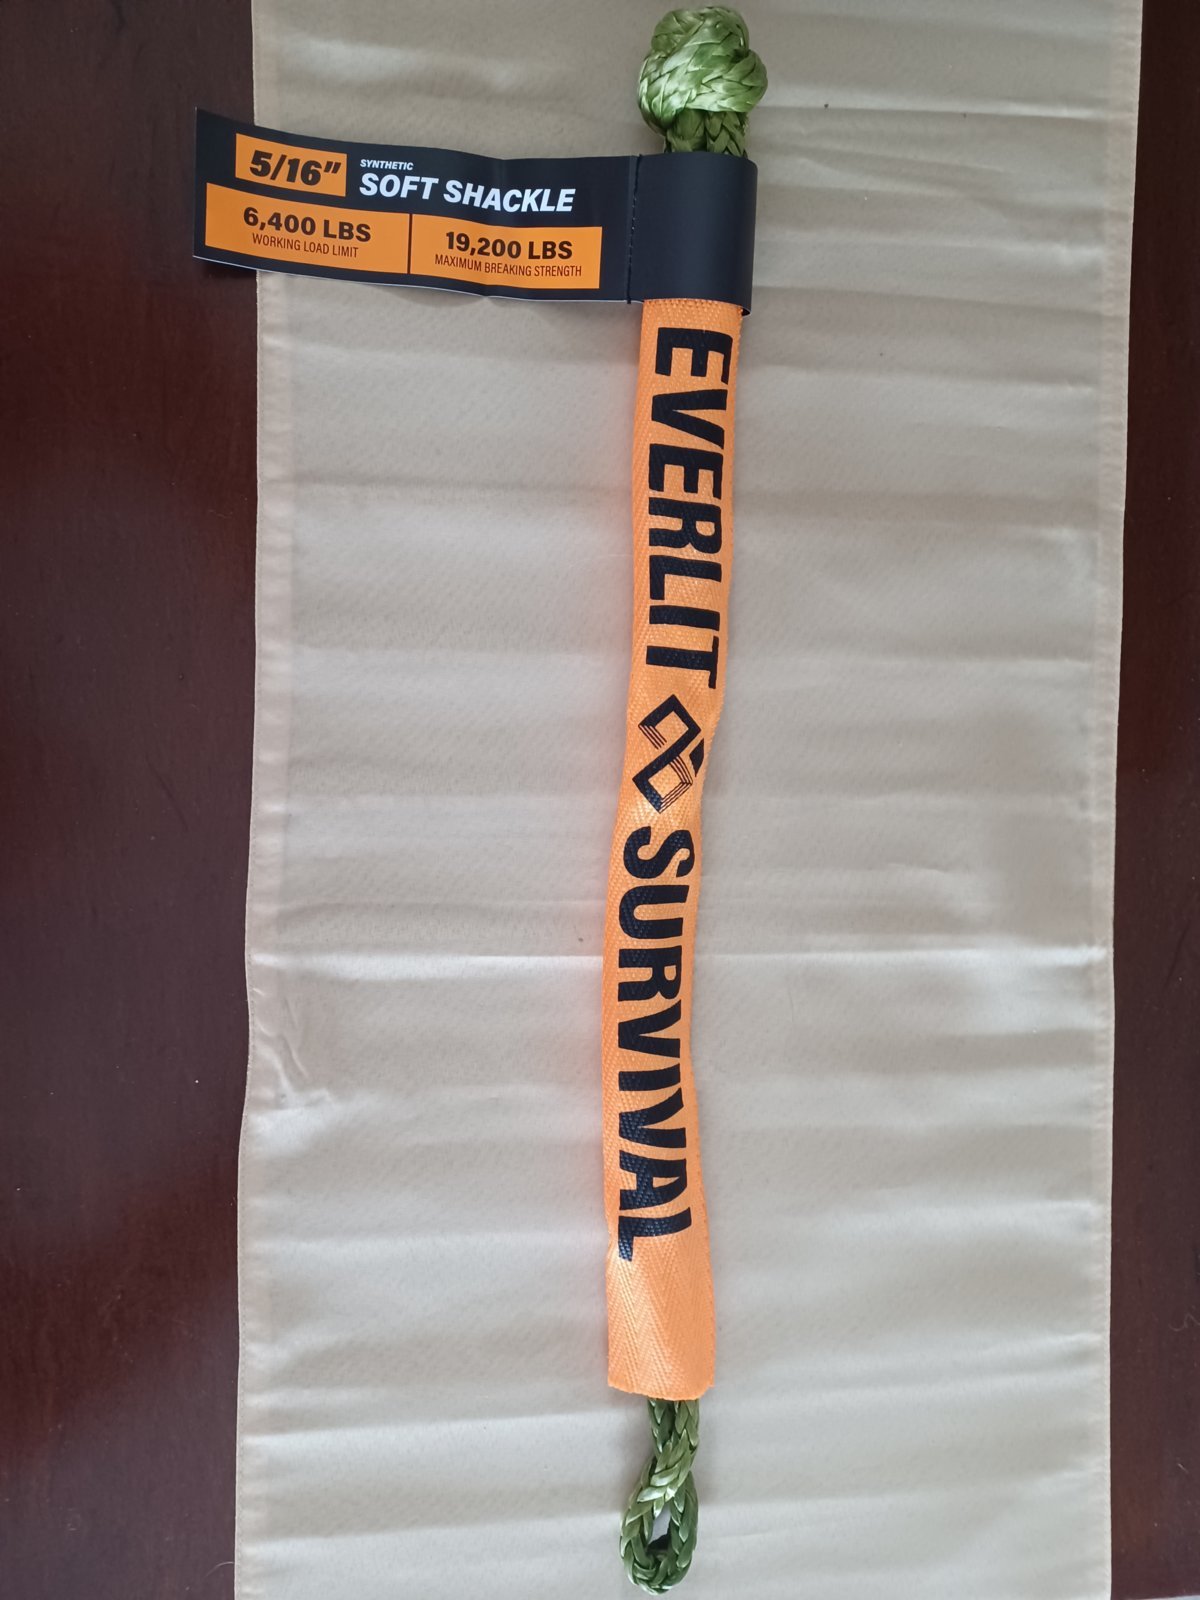 5/16"
SYNTHETIC
SOFT SHACKLE
6,400 LBS
WORKING LOAD LIMIT
19,200 LBS
MAXIMUM BREAKING STRENGTH
EVERLIT SURVIVAL